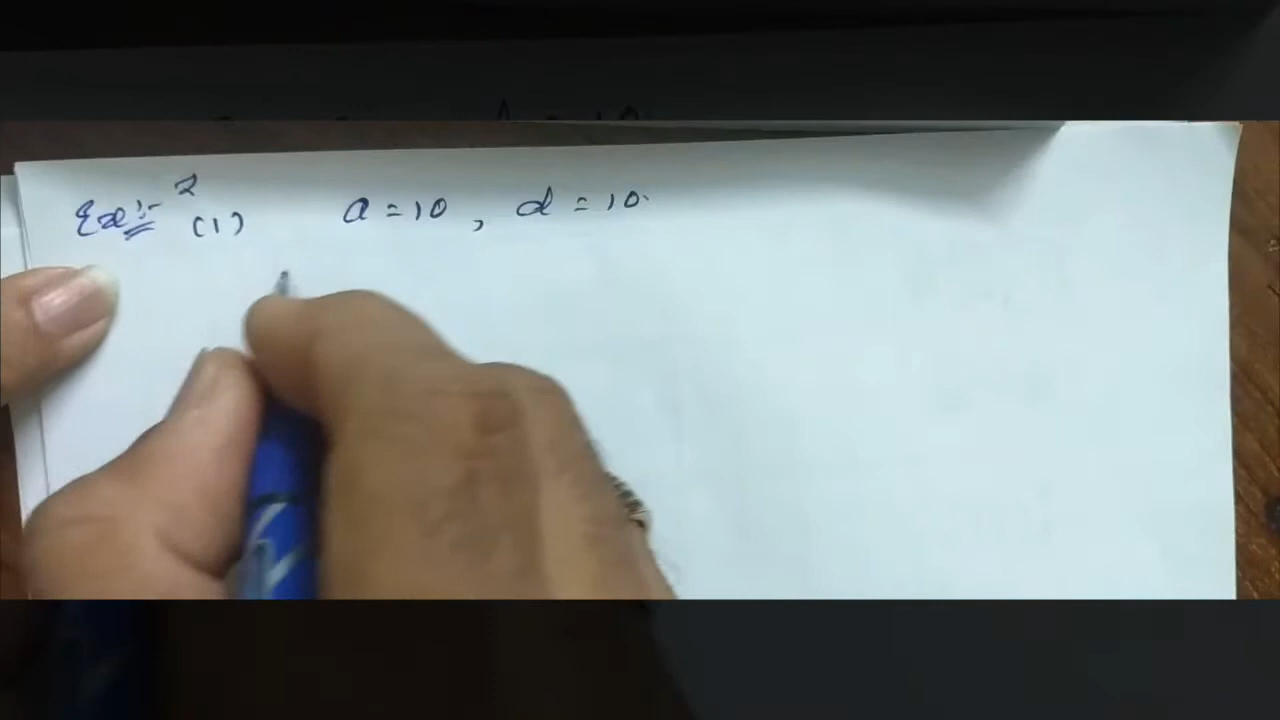 Ex:- 2 (1) a = 10 , d = 10.